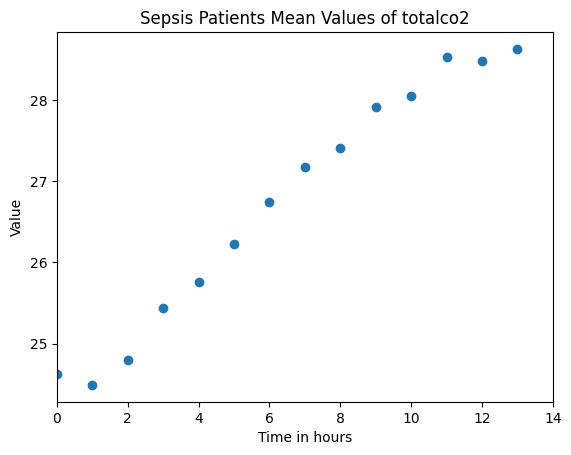 Sepsis Patients Mean Values of totalco2
28
27
26
25
Value
0 2 4 6 8 10 12 14
Time in hours